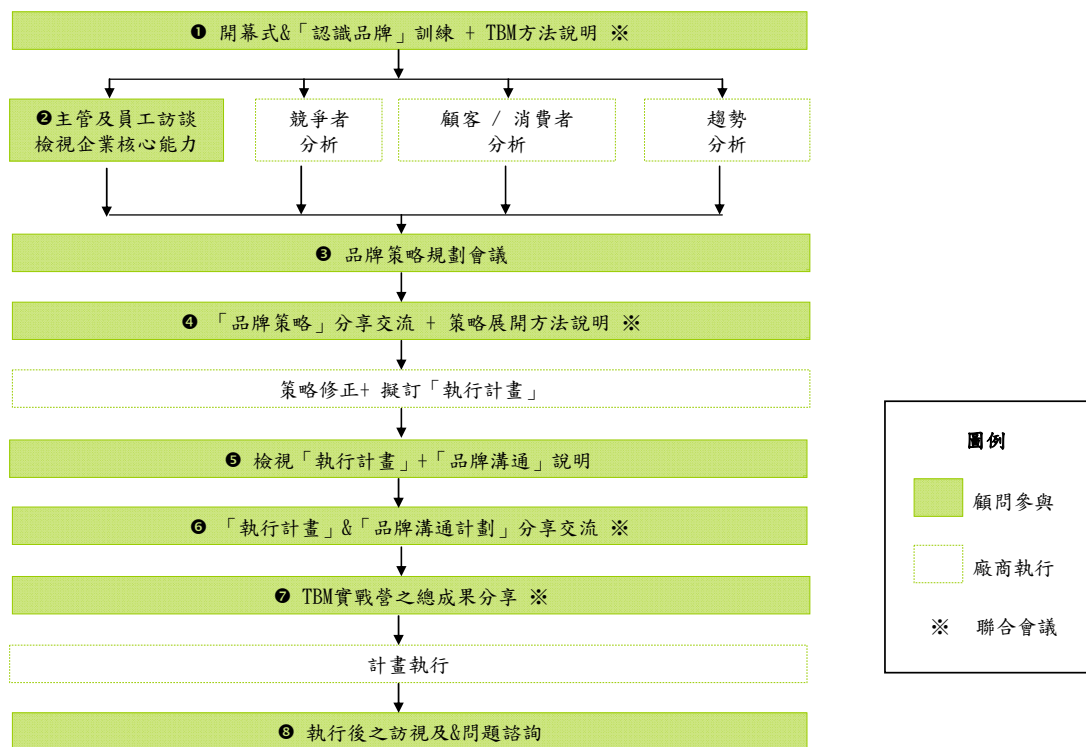 ❶ 開幕式&「認識品牌」訓練 + TBM方法說明 ※
❷主管及員工訪談
檢視企業核心能力
競爭者
分析
顧客 / 消費者
分析
趨勢
分析
❸ 品牌策略規劃會議
❹ 「品牌策略」分享交流 + 策略展開方法說明 ※
策略修正+ 擬訂「執行計畫」
❺ 檢視「執行計畫」+「品牌溝通」說明
❻ 「執行計畫」&「品牌溝通計劃」分享交流 ※
❼ TBM實戰營之總成果分享 ※
計畫執行
❽ 執行後之訪視及&問題諮詢
圖例
顧問參與
廠商執行
※ 聯合會議